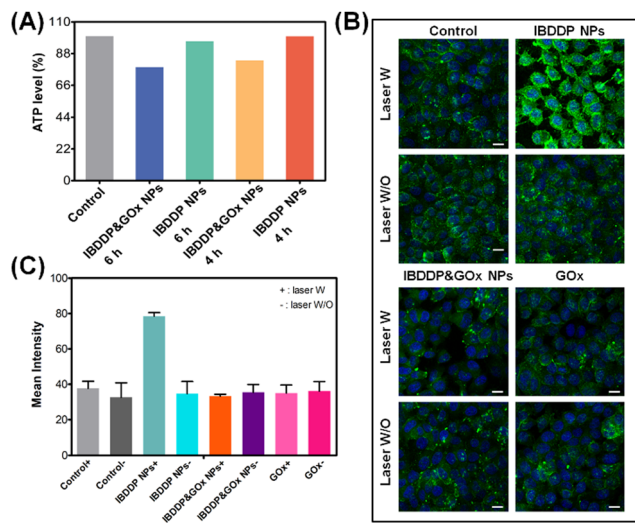 (A)
ATP level (%)
110
88
66
44
22
0
Control
IBDDP&GOx NPs
6 h
IBDDP NPs
6 h
IBDDP&GOx NPs
4 h
IBDDP NPs
4 h
(B)
Control
IBDDP NPs
Laser W
Laser W/O
IBDDP&GOx NPs
GOx
Laser W
Laser W/O
(C)
+ : laser W
- : laser W/O
Mean Intensity
100
80
60
40
20
0
Control+
Control-
IBDDP NPs+
IBDDP NPs-
IBDDP&GOx NPs+
IBDDP&GOx NPs-
GOx+
GOx-